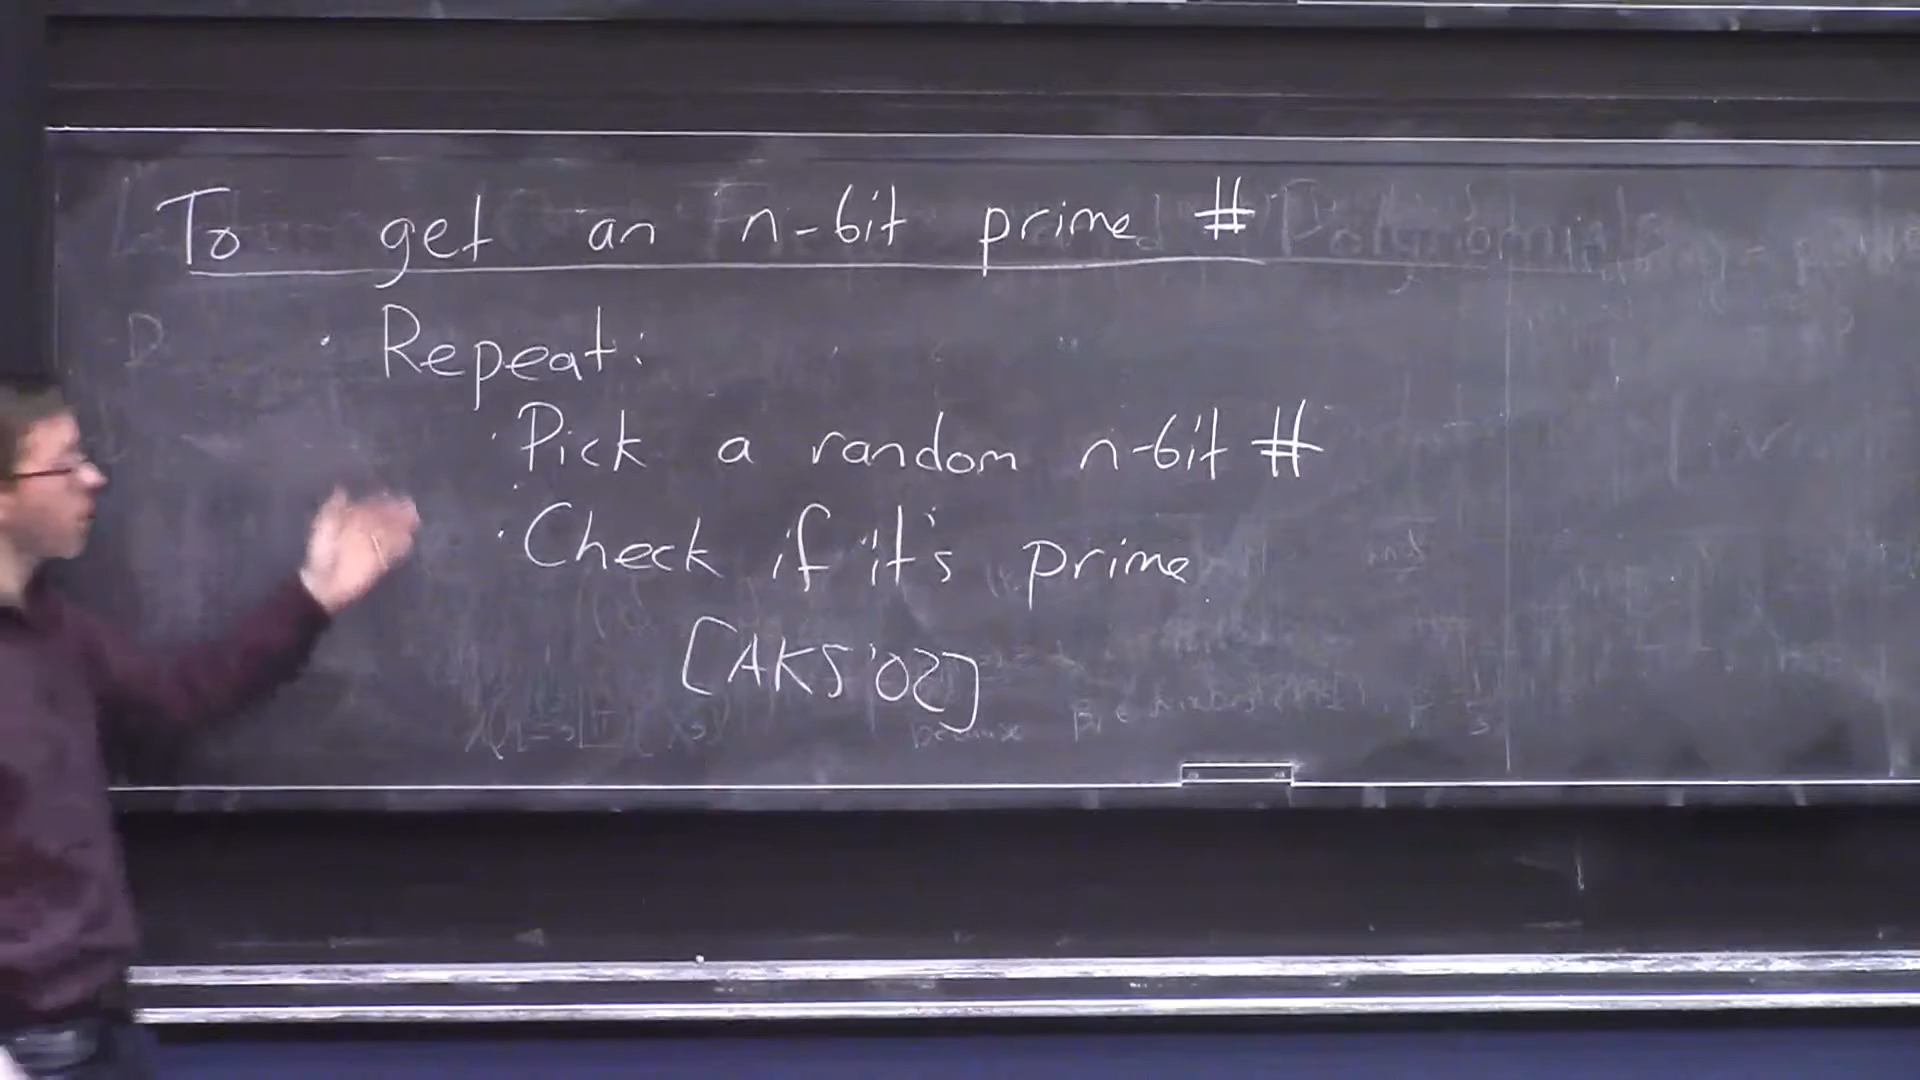 To get an n-bit prime #
· Repeat:
· Pick a random n-bit #
· Check if it's prime
[AKS'02]